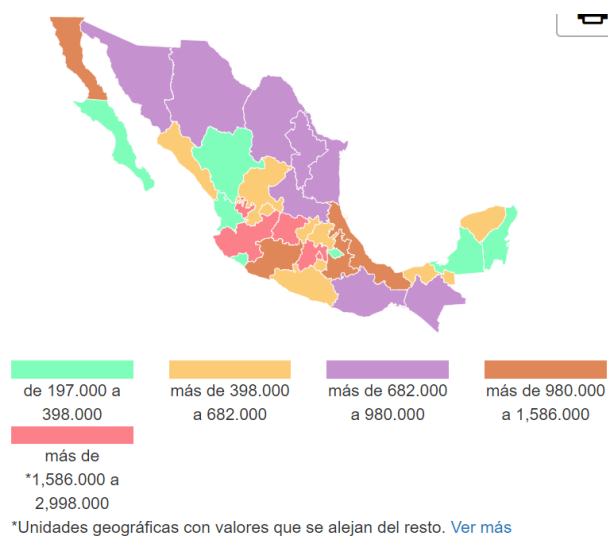 de 197.000 a
398.000
más de 398.000
a 682.000
más de 682.000
a 980.000
más de 980.000
a 1,586.000
más de
*1,586.000 a
2,998.000
*Unidades geográficas con valores que se alejan del resto. Ver más